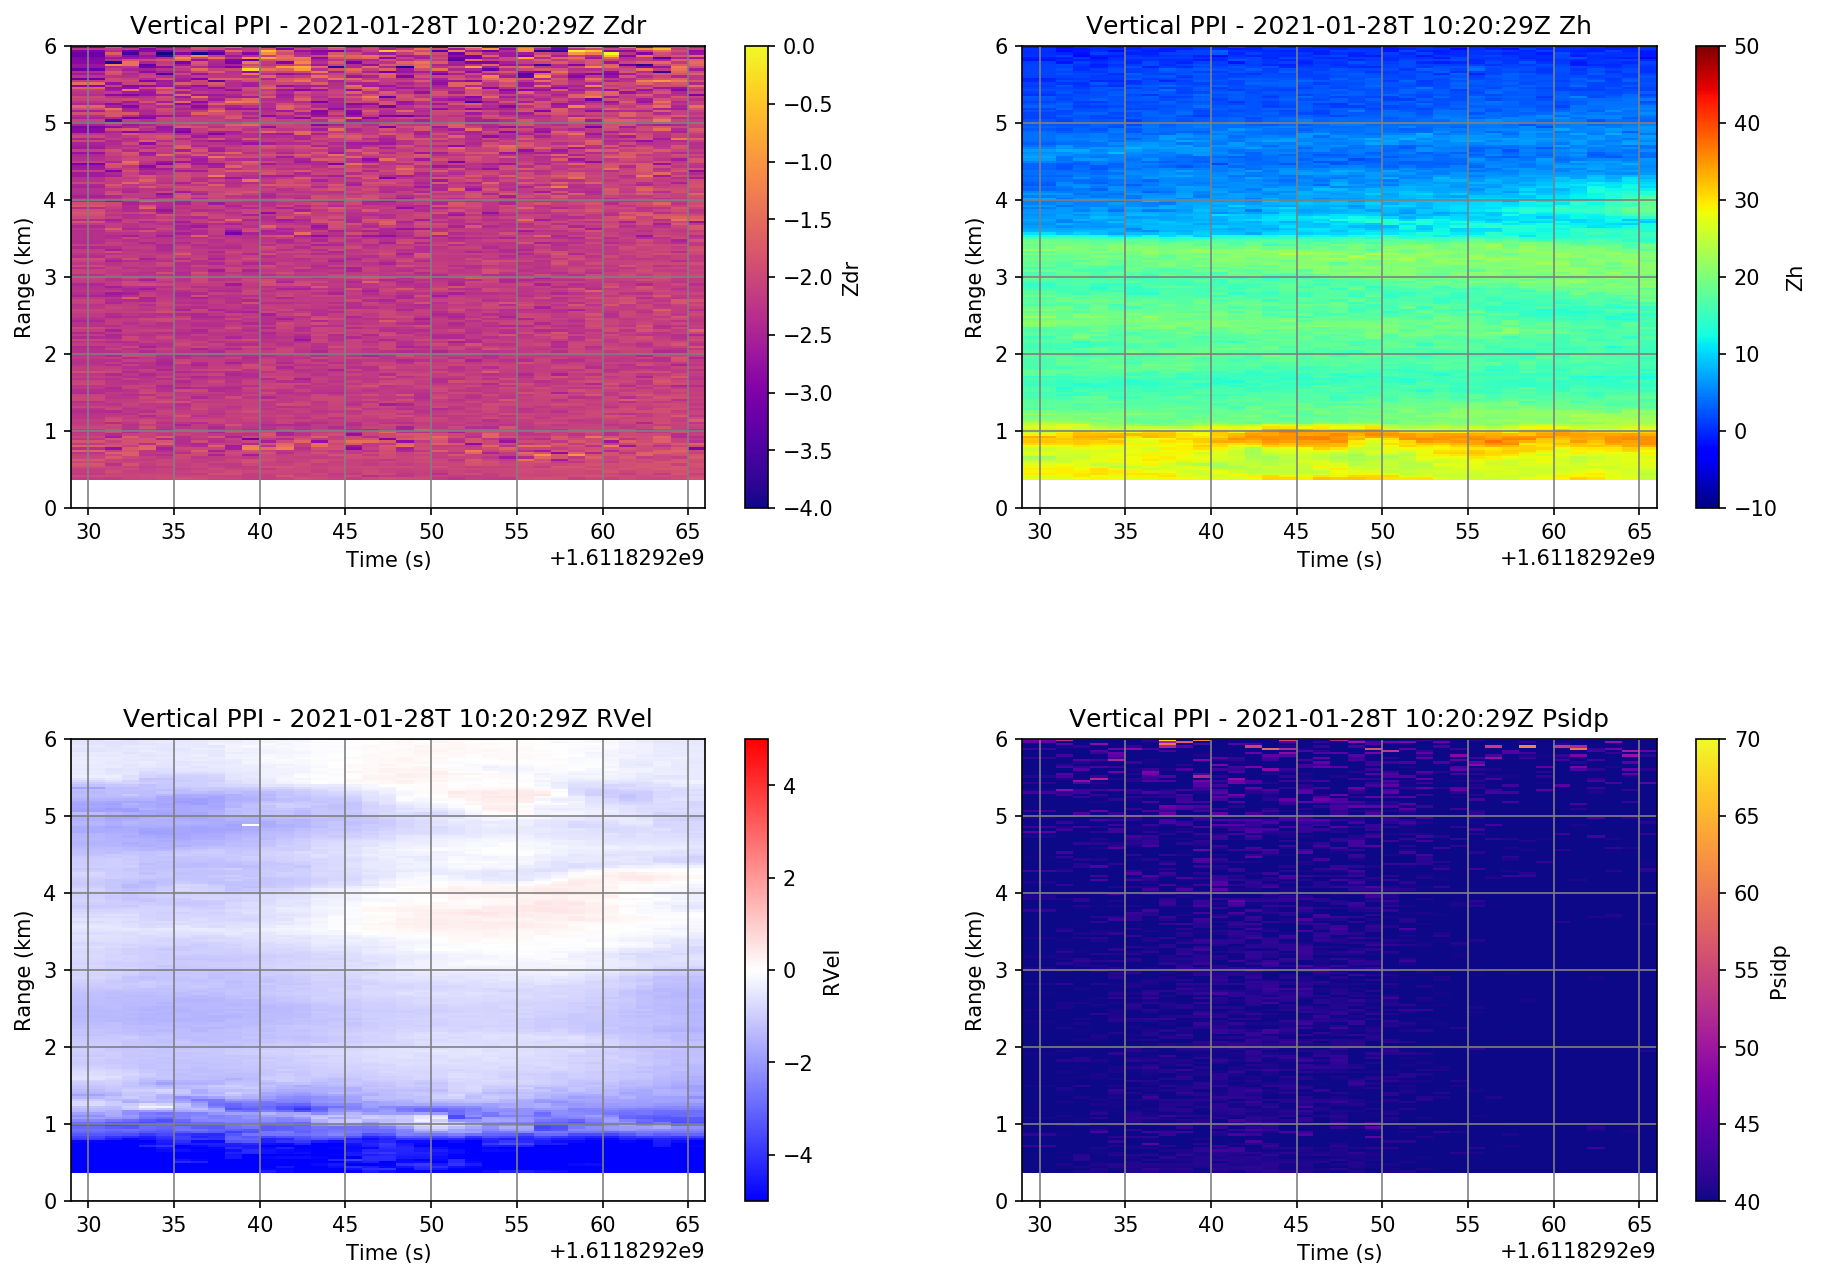 Vertical PPI - 2021-01-28T 10:20:29Z Zdr
6
5
4
3
2
1
0
Range (km)
30 35 40 45 50 55 60 65
Time (s)
+1.6118292e9
0.0
−0.5
−1.0
−1.5
−2.0
−2.5
−3.0
−3.5
−4.0
Zdr
Vertical PPI - 2021-01-28T 10:20:29Z Zh
6
5
4
3
2
1
0
Range (km)
30 35 40 45 50 55 60 65
Time (s)
+1.6118292e9
50
40
30
20
10
0
−10
Zh
Vertical PPI - 2021-01-28T 10:20:29Z RVel
6
5
4
3
2
1
0
Range (km)
30 35 40 45 50 55 60 65
Time (s)
+1.6118292e9
4
2
0
−2
−4
RVel
Vertical PPI - 2021-01-28T 10:20:29Z Psidp
6
5
4
3
2
1
0
Range (km)
30 35 40 45 50 55 60 65
Time (s)
+1.6118292e9
70
65
60
55
50
45
40
Psidp